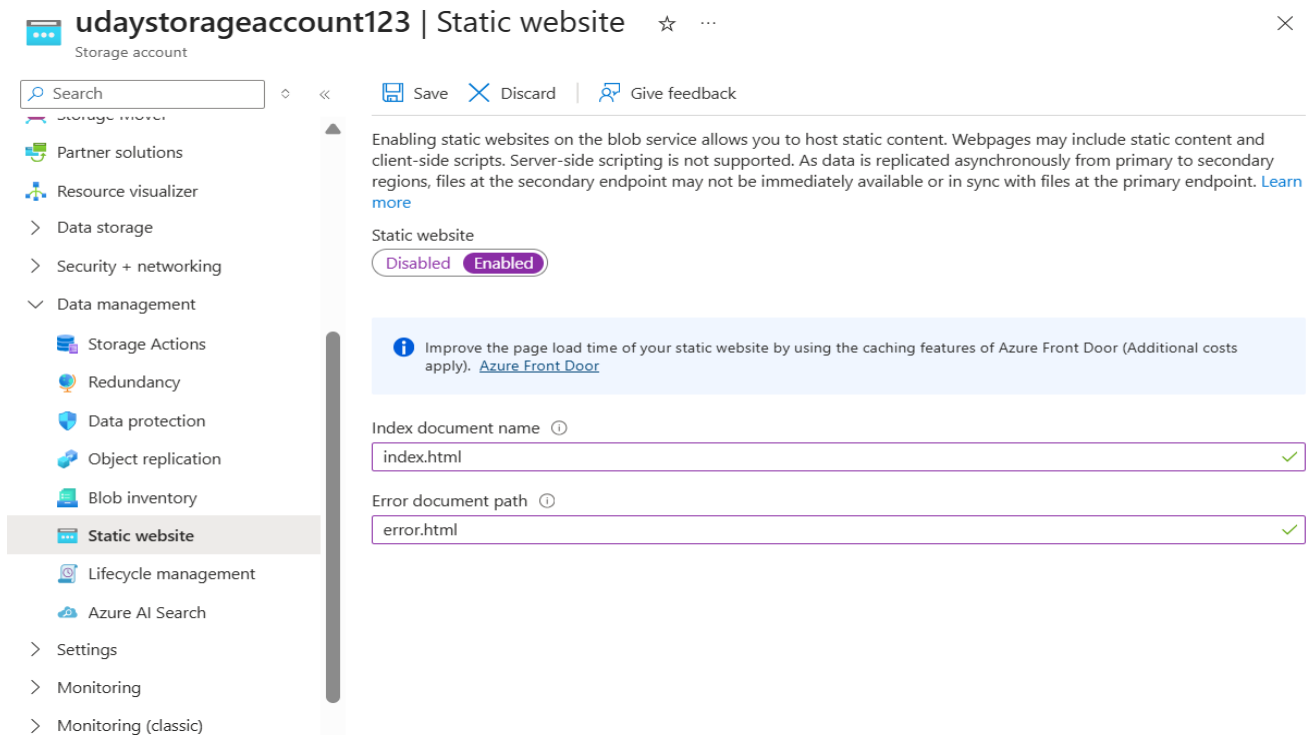 udaystorageaccount123 | Static website
Storage account
Search
Save
Discard
Give feedback
Storage Mover
Partner solutions
Resource visualizer
Data storage
Security + networking
Data management
Storage Actions
Redundancy
Data protection
Object replication
Blob inventory
Static website
Lifecycle management
Azure AI Search
Settings
Monitoring
Monitoring (classic)
Enabling static websites on the blob service allows you to host static content. Webpages may include static content and
client-side scripts. Server-side scripting is not supported. As data is replicated asynchronously from primary to secondary
regions, files at the secondary endpoint may not be immediately available or in sync with files at the primary endpoint. Learn
more
Static website
Disabled Enabled
Improve the page load time of your static website by using the caching features of Azure Front Door (Additional costs
apply). Azure Front Door
Index document name
index.html
Error document path
error.html